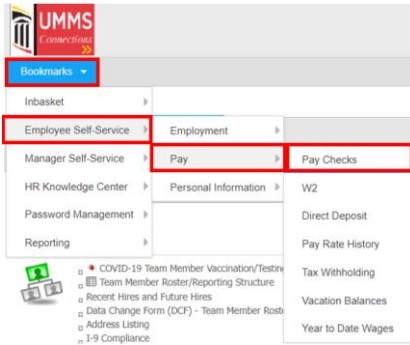 UMMS
Connections
Bookmarks
Inbasket
Employee Self-Service
Manager Self-Service
HR Knowledge Center
Password Management
Reporting
Employment
Pay
Personal Information
Pay Checks
W2
Direct Deposit
Pay Rate History
Tax Withholding
Vacation Balances
Year to Date Wages
COVID-19 Team Member Vaccination/Testin
Team Member Roster/Reporting Structure
Recent Hires and Future Hires
Data Change Form (DCF) - Team Member Rost
Address Listing
I-9 Compliance